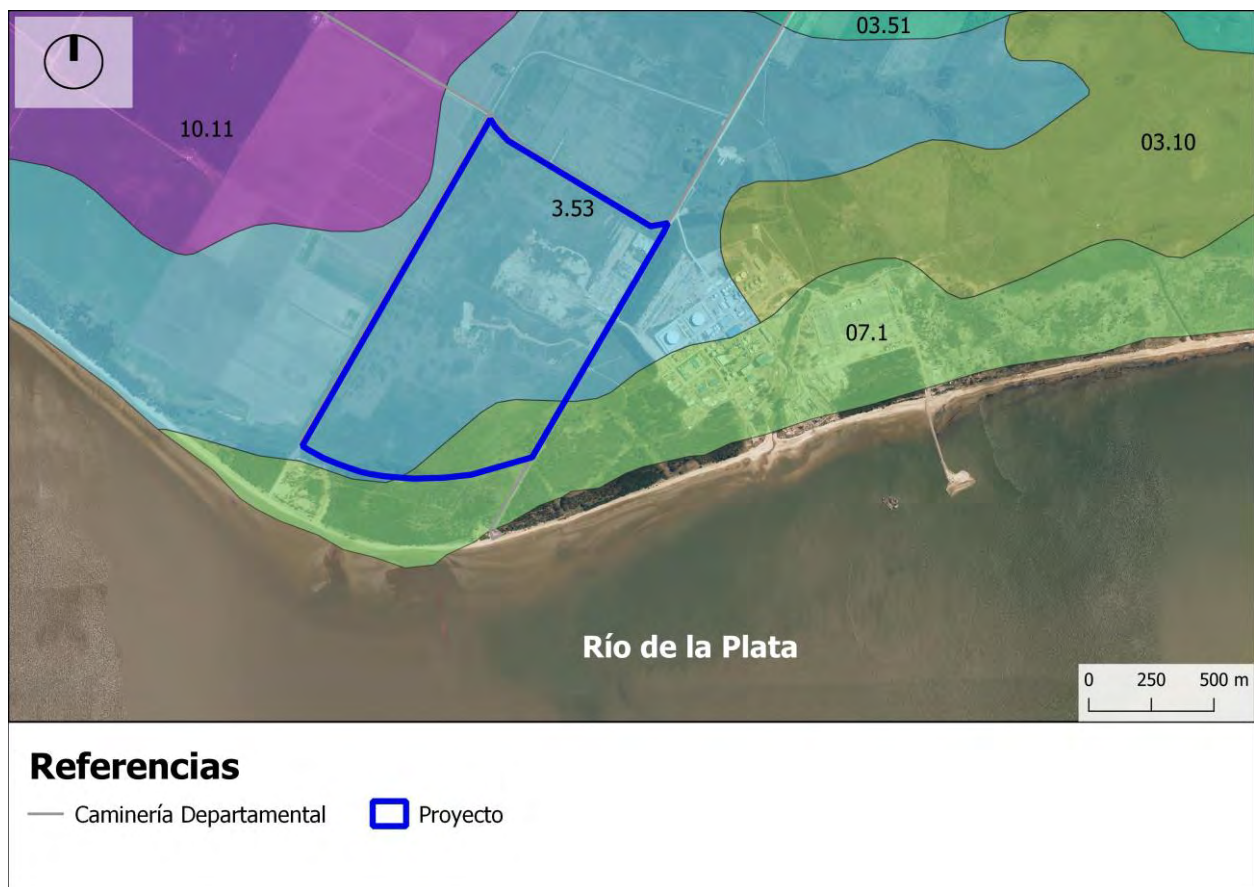 03.51
10.11
03.10
3.53
07.1
Río de la Plata
0 250 500 m
Referencias
Caminería Departamental Proyecto